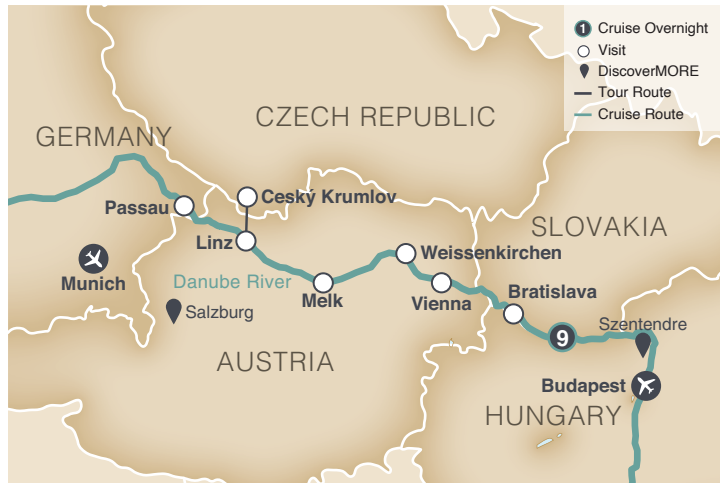 1 Cruise Overnight
Visit
DiscoverMORE
Tour Route
Cruise Route
CZECH REPUBLIC
GERMANY
Ceský Krumlov
Passau
SLOVAKIA
Linz
Weissenkirchen
Munich
Danube River
Melk
Vienna
Bratislava
Salzburg
Szentendre
9
AUSTRIA
Budapest
HUNGARY